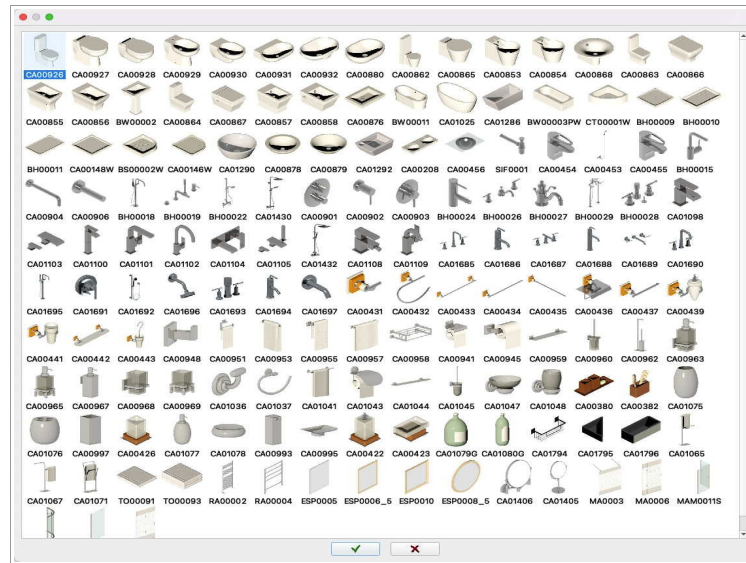 CA00926 CA00927 CA00928 CA00929 CA00930 CA00931 CA00932 CA00880 CA00862 CA00865 CA00853 CA00854 CA00868 CA00863 CA00866
CA00855 CA00856 BW00002 CA00864 CA00867 CA00857 CA00858 CA00876 BW00011 CA01025 CA01286 BW00003PW CT00001W BH00009 BH00010
BH00011 CA00148W BS00002W CA00146W CA01290 CA00878 CA00879 CA01292 CA00208 CA00456 SIF0001 CA00454 CA00453 CA00455 BH00015
CA00904 CA00906 BH00018 BH00019 BH00022 CA01430 CA00901 CA00902 CA00903 BH00024 BH00026 BH00027 BH00029 BH00028 CA01098
CA01103 CA01100 CA01101 CA01102 CA01104 CA01105 CA01432 CA01108 CA01109 CA01685 CA01686 CA01687 CA01688 CA01689 CA01690
CA01695 CA01691 CA01692 CA01696 CA01693 CA01694 CA01697 CA00431 CA00432 CA00433 CA00434 CA00435 CA00436 CA00437 CA00439
CA00441 CA00442 CA00443 CA00948 CA00951 CA00953 CA00955 CA00957 CA00958 CA00941 CA00945 CA00959 CA00960 CA00962 CA00963
CA00965 CA00967 CA00968 CA00969 CA01036 CA01037 CA01041 CA01043 CA01044 CA01045 CA01047 CA01048 CA00380 CA00382 CA01075
CA01076 CA00997 CA00426 CA01077 CA01078 CA00993 CA00995 CA00422 CA00423 CA01079G CA01080G CA01794 CA01795 CA01796 CA01065
CA01067 CA01071 TO00091 TO00093 RA00002 RA00004 ESP0005 ESP0006_5 ESP0010 ESP0008_5 CA01406 CA01405 MA0003 MA0006 MAM0011S